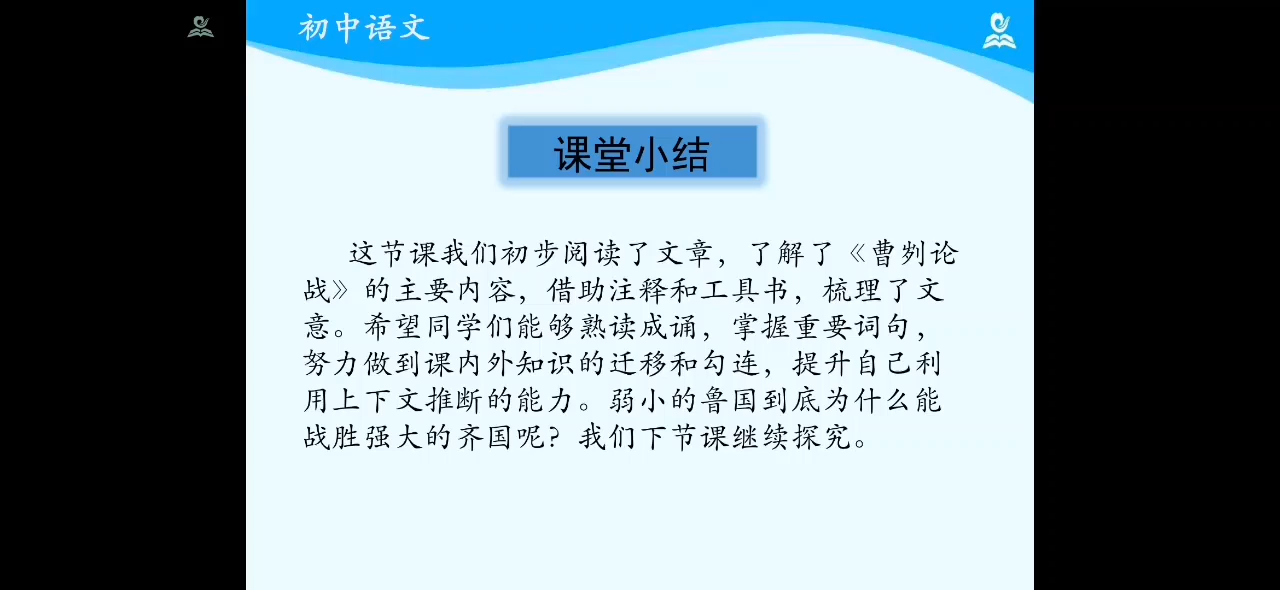 初中语文
课堂小结
这节课我们初步阅读了文章，了解了《曹刿论
战》的主要内容，借助注释和工具书，梳理了文
意。希望同学们能够熟读成诵，掌握重要词句，
努力做到课内外知识的迁移和勾连，提升自己利
用上下文推断的能力。弱小的鲁国到底为什么能
战胜强大的齐国呢？我们下节课继续探究。